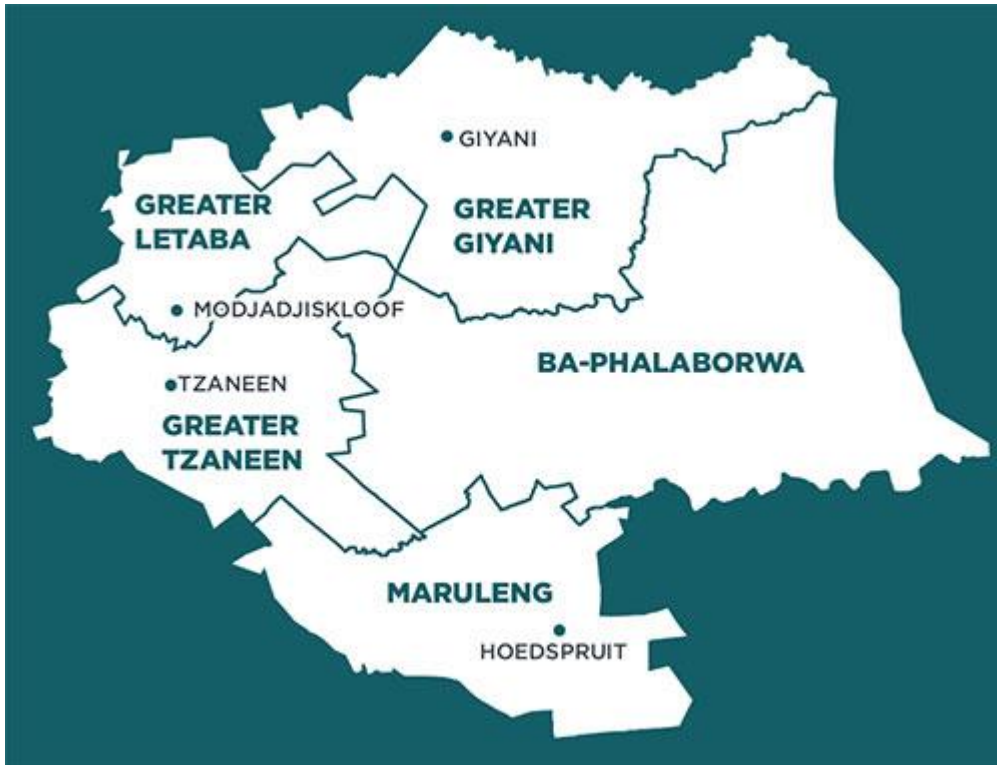 GIYANI
GREATER
LETABA
GREATER
GIYANI
MODJADJISKLOOF
BA-PHALABORWA
TZANEEN
GREATER
TZANEEN
MARULENG
HOEDSPRUIT